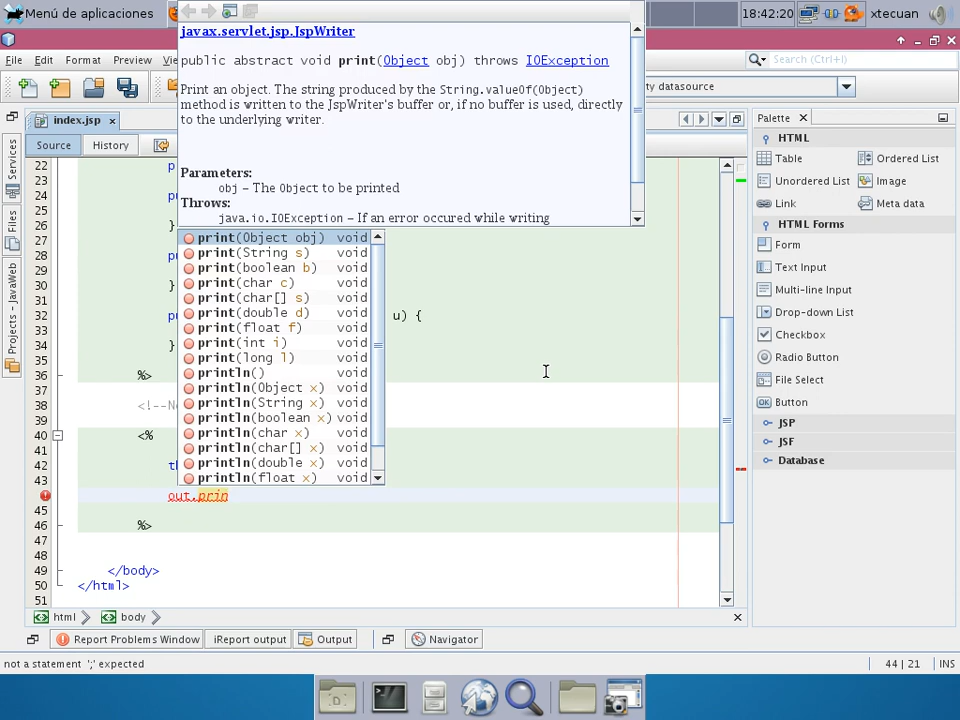 Menú de aplicaciones
18:42:20
xtecuan
File Edit Format Preview View
Search (Ctrl+I)
ty datasource
javax.servlet.jsp.JspWriter
public abstract void print(Object obj) throws IOException
Print an object. The string produced by the String.valueOf(Object)
method is written to the JspWriter's buffer or, if no buffer is used, directly
to the underlying writer.
Parameters:
obj – The Object to be printed
Throws:
java.io.IOException – If an error occured while writing
index.jsp
Source History
Services
Files
Projects - JavaWeb
22 p
23
24 pu
25
26 }
27
28 pu
29
30 }
31
32 pu u) {
33
34 }
35
36 %>
37
38 <!--N
39
40 <%
41
42 th
43
out.prin
45
46 %>
47
48
49 </body>
50 </html>
51
print(Object obj) void
print(String s) void
print(boolean b) void
print(char c) void
print(char[] s) void
print(double d) void
print(float f) void
print(int i) void
print(long l) void
println() void
println(Object x) void
println(String x) void
println(boolean x) void
println(char x) void
println(char[] x) void
println(double x) void
println(float x) void
Palette
HTML
Table Ordered List
Unordered List Image
Link Meta data
HTML Forms
Form
Text Input
Multi-line Input
Drop-down List
Checkbox
Radio Button
File Select
Button
JSP
JSF
Database
html body
Report Problems Window iReport output Output Navigator
not a statement ';' expected
44 | 21 INS